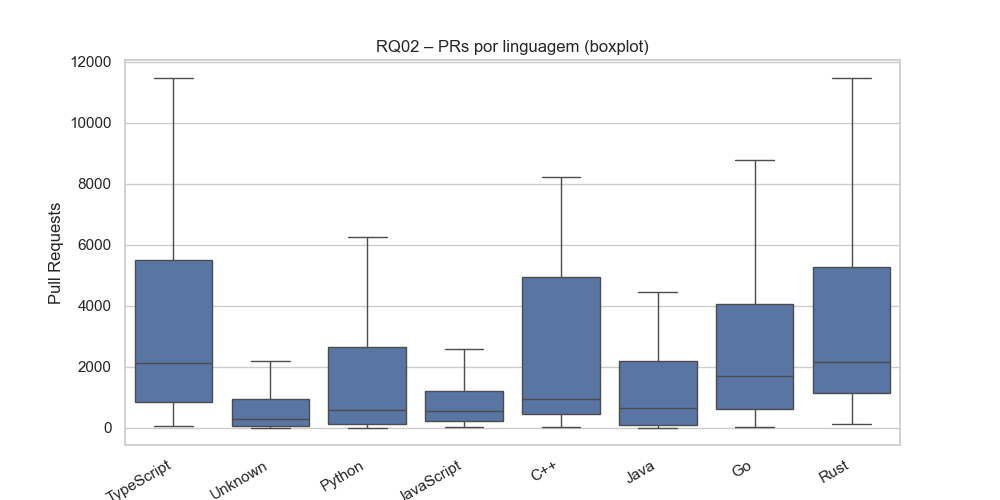 RQ02 – PRs por linguagem (boxplot)
12000
10000
8000
6000
4000
2000
0
Pull Requests
TypeScript
Unknown
Python
JavaScript
C++
Java
Go
Rust